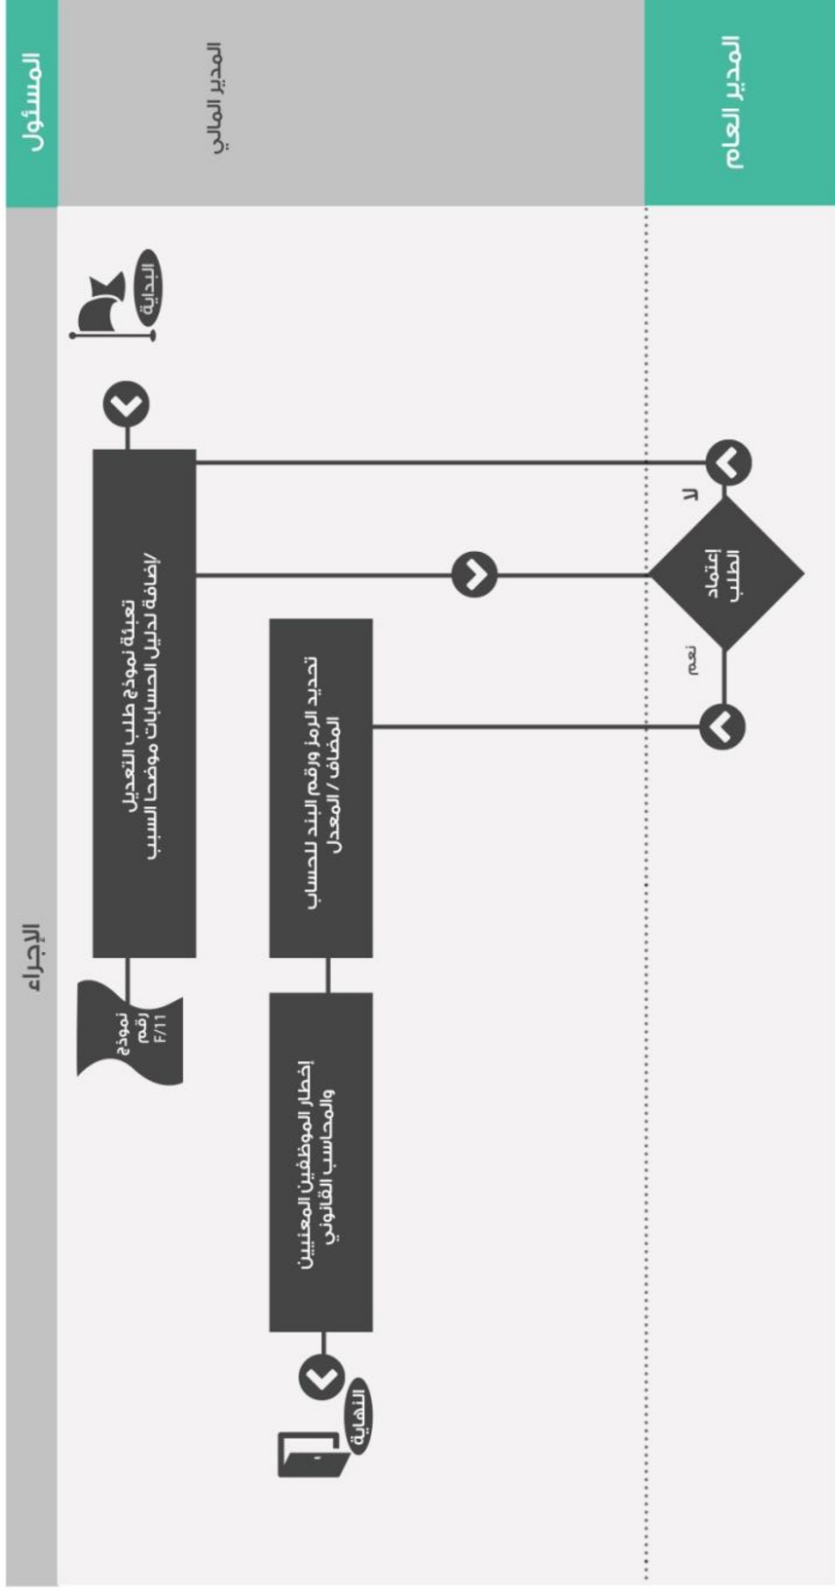 المسئول
الإجراء
المدير المالي
المدير العام
البداية
تعبئة نموذج طلب التعديل
/إضافة لدليل الحسابات موضحا السبب
نموذج
رقم
F/11
إعتماد
الطلب
لا
نعم
تحديد الرمز ورقم البند للحساب
المضاف / المعدل
إخطار الموظفين المعنيين
والمحاسب القانوني
النهاية